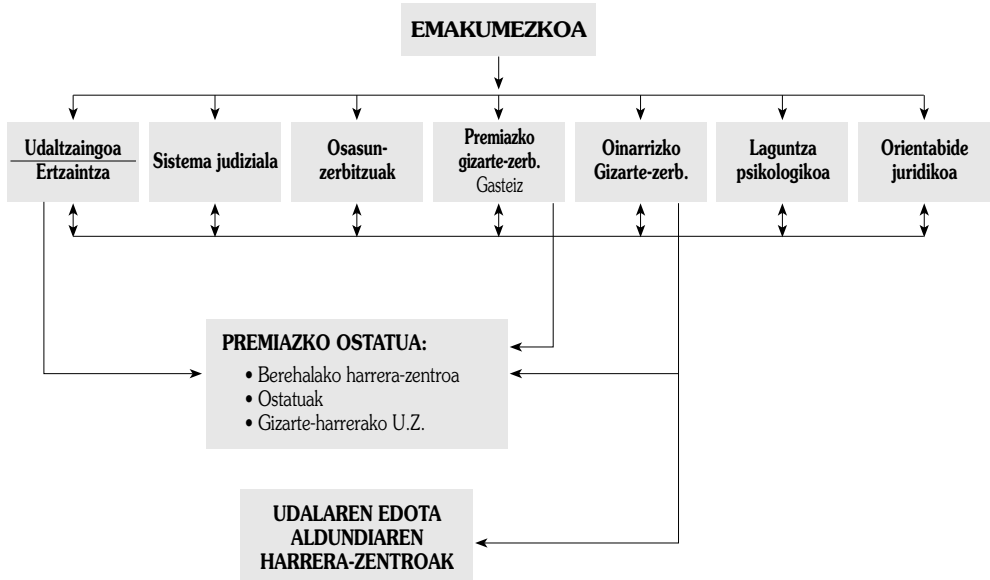 EMAKUMEZKOA
Udaltzaingoa
Ertzaintza
Sistema judiziala
Osasun-
zerbitzuak
Premiazko
gizarte-zerb.
Gasteiz
Oinarrizko
Gizarte-zerb.
Laguntza
psikologikoa
Orientabide
juridikoa
PREMIAZKO OSTATUA:
• Berehalako harrera-zentroa
• Ostatuak
• Gizarte-harrerako U.Z.
UDALAREN EDOTA
ALDUNDIAREN
HARRERA-ZENTROAK